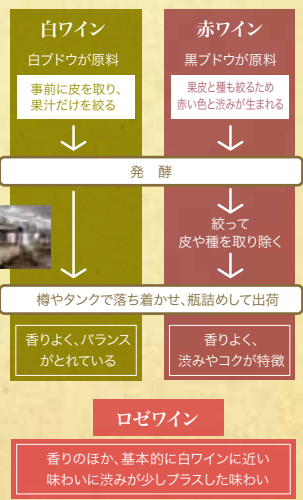 白ワイン
白ブドウが原料
事前に皮を取り、
果汁だけを絞る
赤ワイン
黒ブドウが原料
果皮と種も絞るため
赤い色と渋みが生まれる
発　酵
絞って
皮や種を取り除く
樽やタンクで落ち着かせ、瓶詰めして出荷
香りよく、バランス
がとれている
香りよく、
渋みやコクが特徴
ロゼワイン
香りのほか、基本的に白ワインに近い
味わいに渋みが少しプラスした味わい